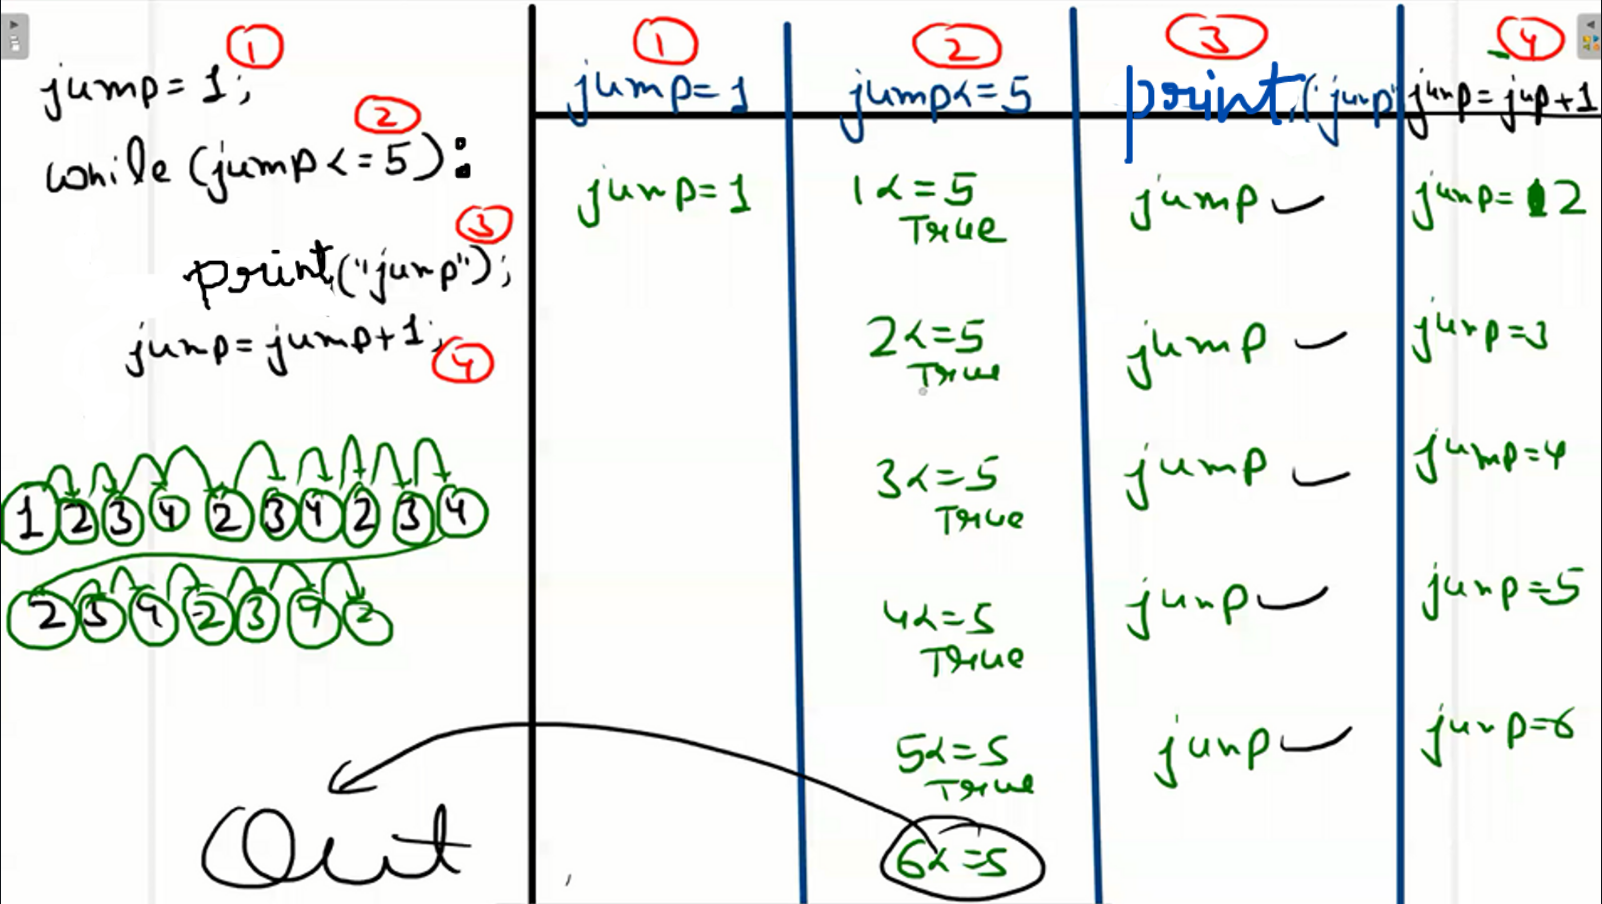 ①
jump = 1;
②
while (jump <= 5):
③
print("jump");
jump = jump+1;
④
1 2 3 4 2 3 4 2 3 4
2 3 4 2 3 4 2
Out
① ② ③ ④
jump=1 jump<=5 print("jump" jump=jup+1
jump=1 1<=5 jump jump= 2
True
2<=5 jump jump=3
True
3<=5 jump jump=4
True
4<=5 jump jump=5
True
5<=5 jump jump=6
True
6<=5